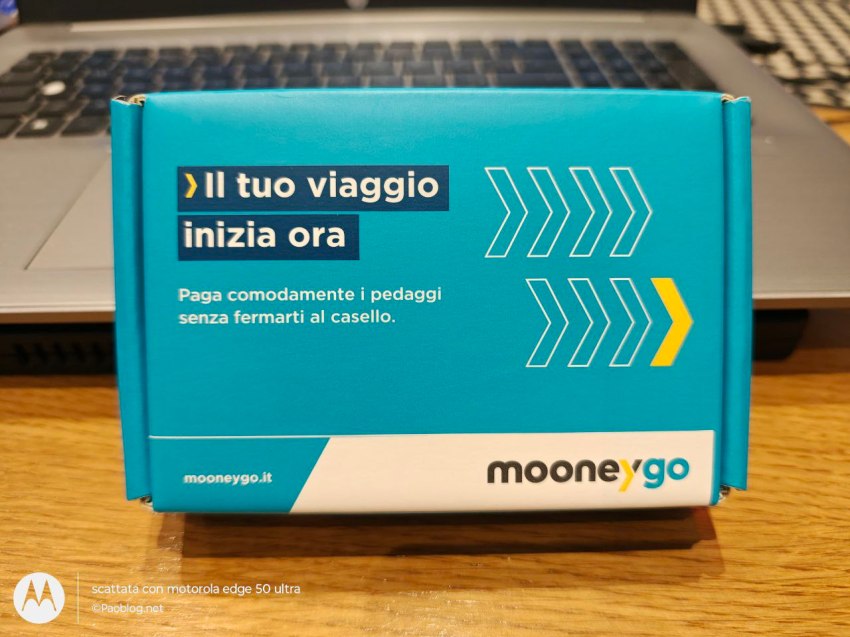 Il tuo viaggio
inizia ora
Paga comodamente i pedaggi
senza fermarti al casello.
mooneygo.it
mooneygo
scattata con motorola edge 50 ultra
©Paoblog.net